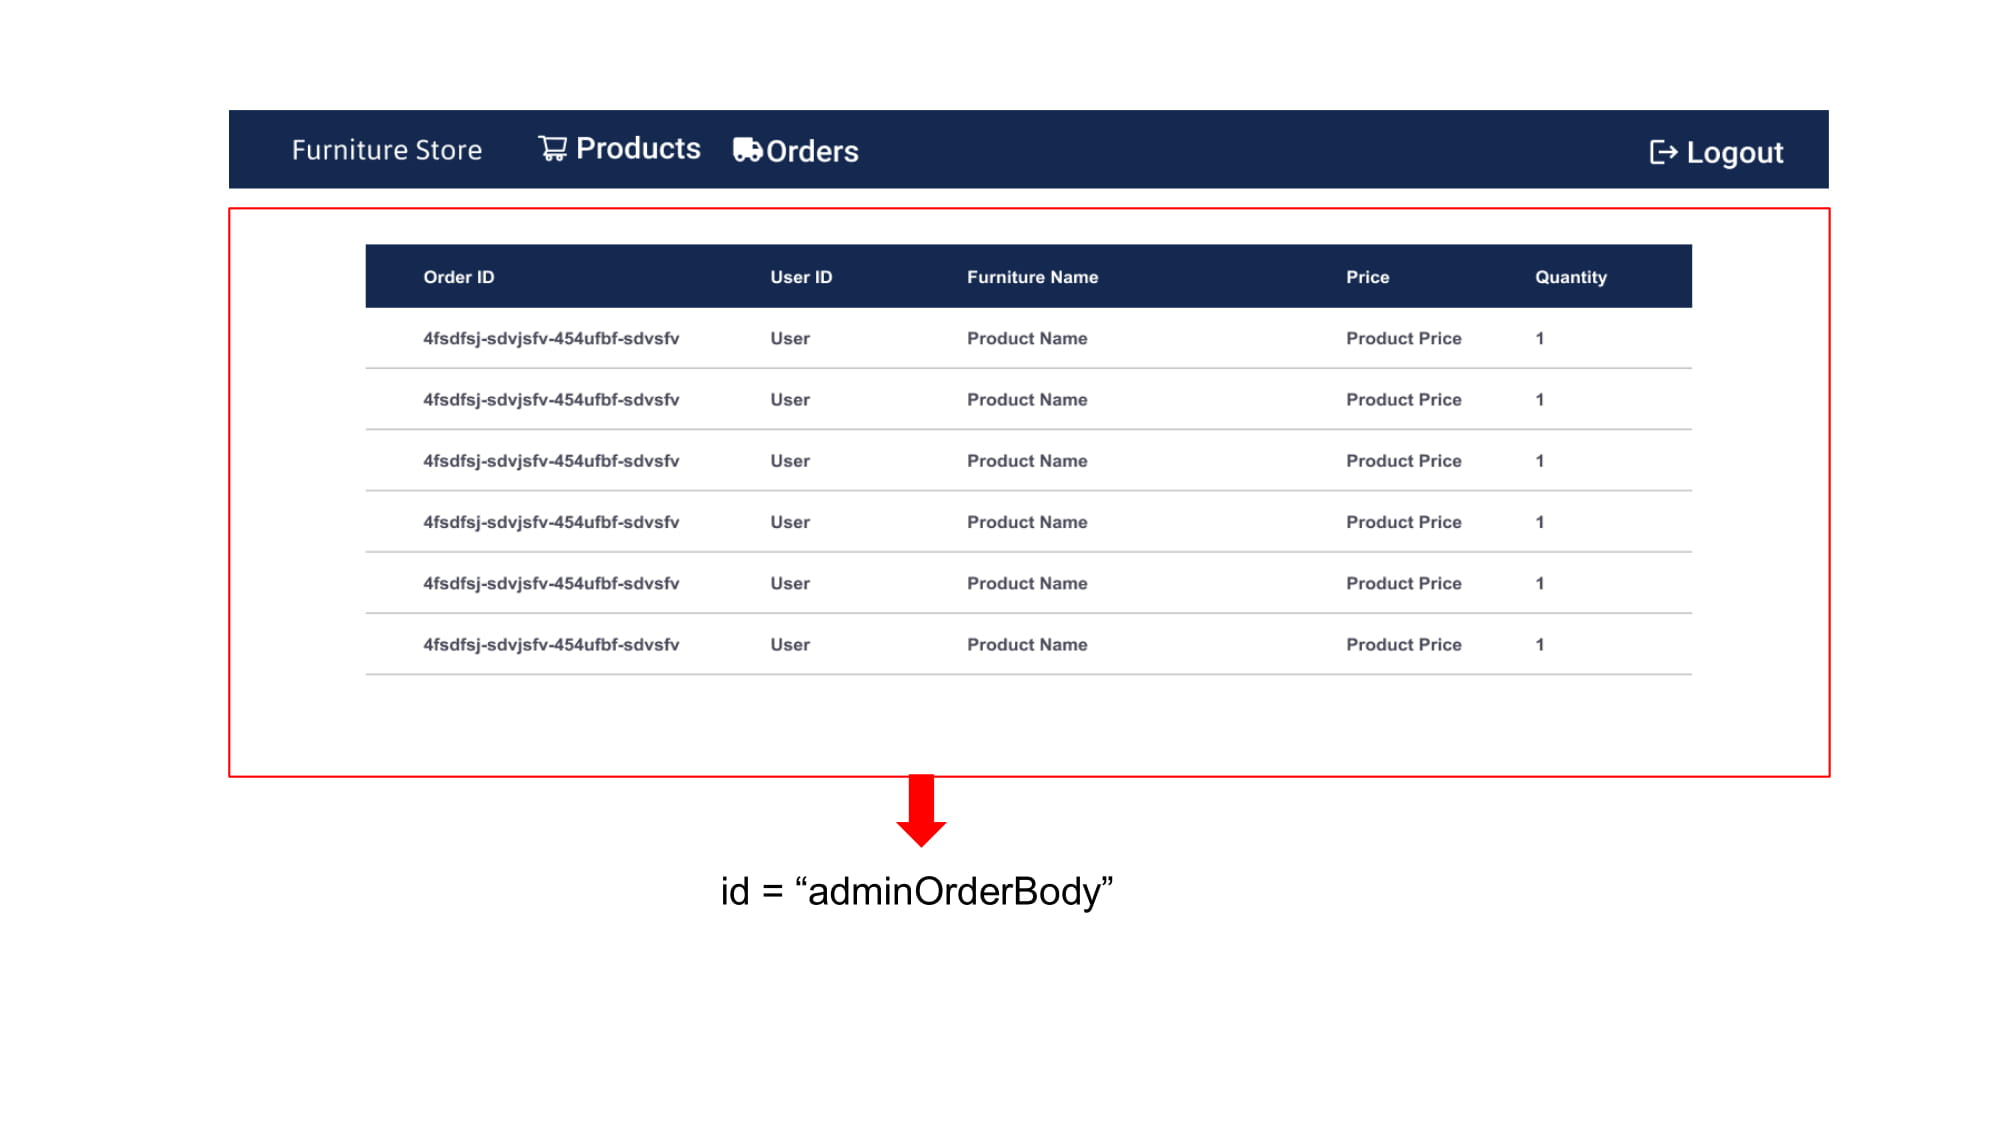 Furniture Store Products Orders Logout
Order ID User ID Furniture Name Price Quantity
4fsdfsj-sdvjsfv-454ufbf-sdvsfv User Product Name Product Price 1
4fsdfsj-sdvjsfv-454ufbf-sdvsfv User Product Name Product Price 1
4fsdfsj-sdvjsfv-454ufbf-sdvsfv User Product Name Product Price 1
4fsdfsj-sdvjsfv-454ufbf-sdvsfv User Product Name Product Price 1
4fsdfsj-sdvjsfv-454ufbf-sdvsfv User Product Name Product Price 1
4fsdfsj-sdvjsfv-454ufbf-sdvsfv User Product Name Product Price 1
id = “adminOrderBody”